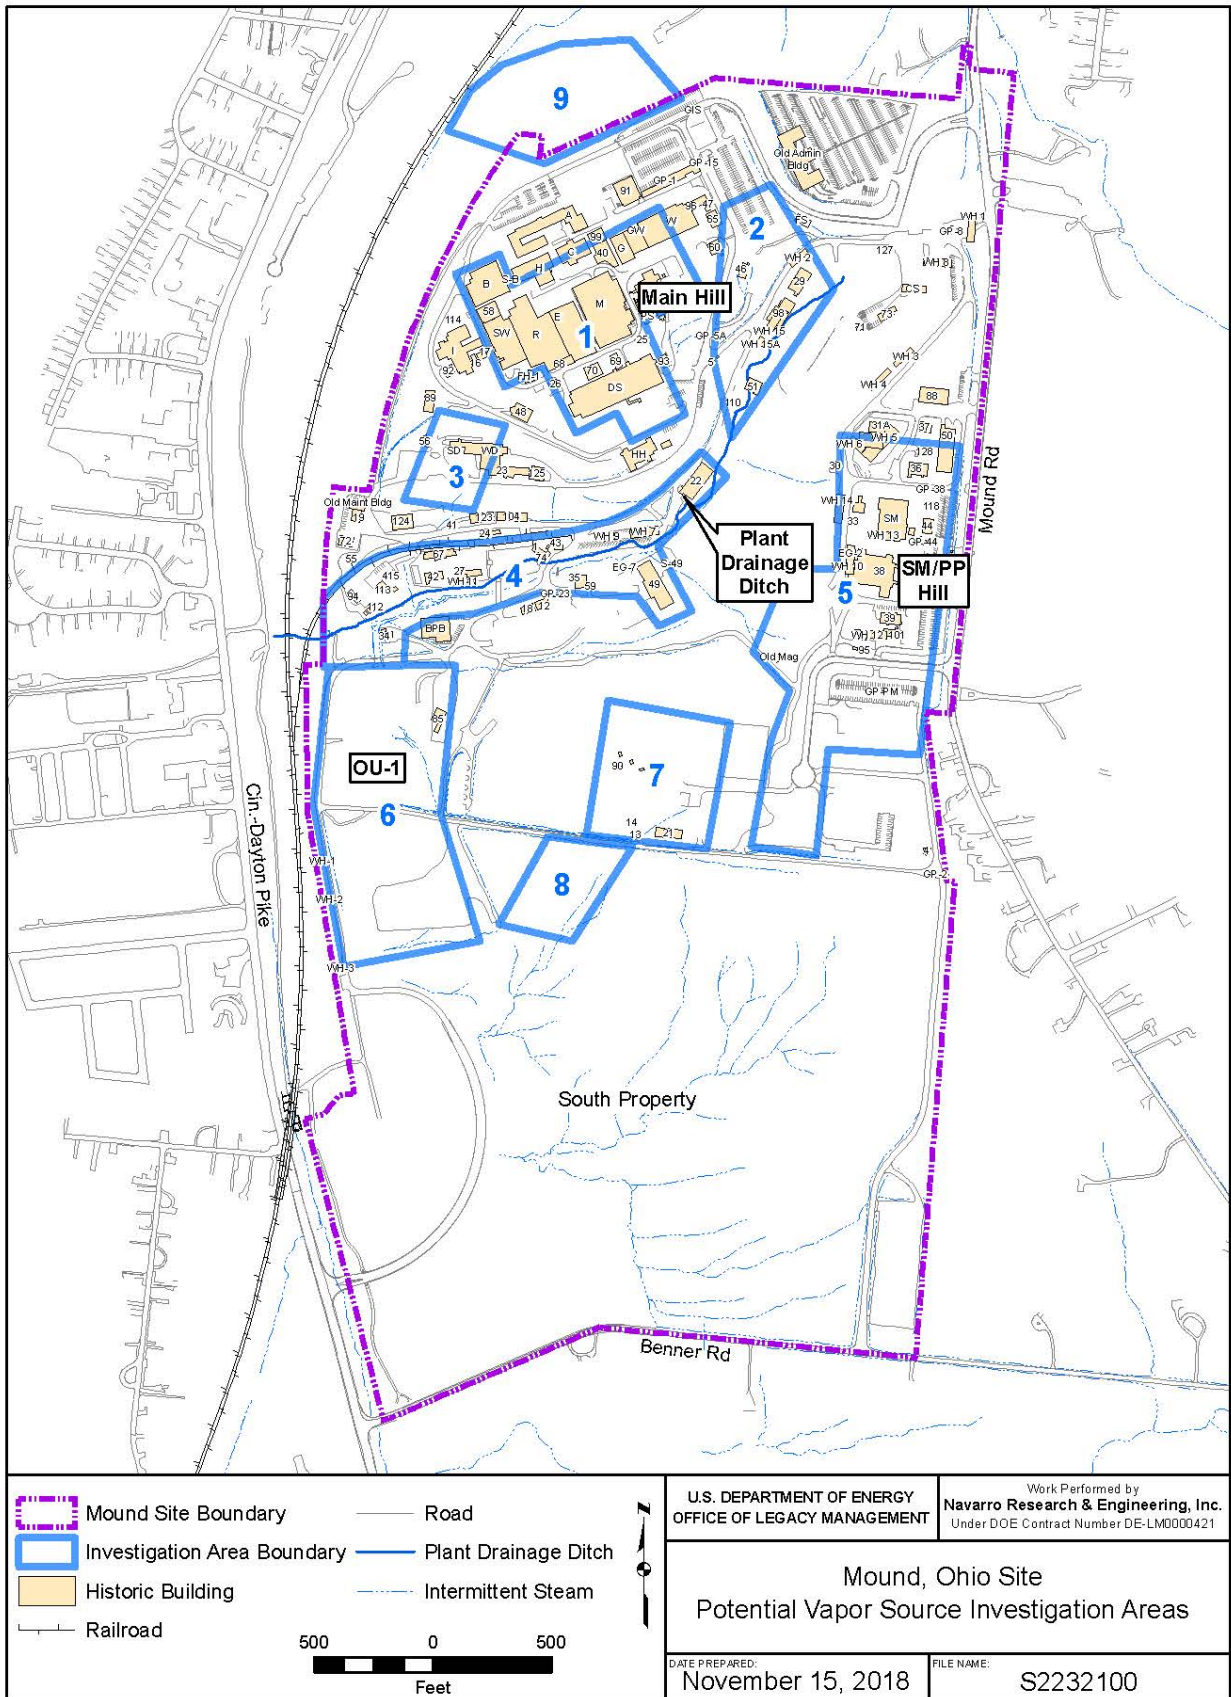 9
GIS
Old Admin
Bldg
GP-15
GP-1
91
A
95
47
W
65
GW
99
40
G
C
H
60
2
FS
WH 1
GP-8
127
WH 2
46
29
WH 8
CS
73
71
S-B
B
M
Main Hill
114
58
SW
R
E
1
98
WH 15
WH 15A
GP-5A
25
5
I
17
16
92
FH-1
26
68
70
69
93
DS
51
110
WH 3
WH 4
88
89
48
31A
37
50
WH 5
WH 6
128
56
SD
WD
23
25
3
HH
30
36
GP-38
22
Mound Rd
Old Maint Bldg
19
124
41
123
104
24
WH 14
33
SM
118
44
GP-44
WH 13
Plant
Drainage
Ditch
72
55
67
43
74
WH 9
WH 7
EG-2
WH 10
38
SM/PP
Hill
415
42
27
WH 11
4
EG-7
S-49
49
35
59
5
113
94
412
GP-23
12
18
34
BPB
39
WH 12
101
95
Old Mag
GP-PM
85
OU-1
90
7
6
14
13
21
Cin.-Dayton Pike
WH-1
8
GP-2
WH-2
WH-3
South Property
Benner Rd
Mound Site Boundary
Investigation Area Boundary
Historic Building
Railroad
Road
Plant Drainage Ditch
Intermittent Steam
N
500 0 500
Feet
U.S. DEPARTMENT OF ENERGY
OFFICE OF LEGACY MANAGEMENT
Work Performed by
Navarro Research & Engineering, Inc.
Under DOE Contract Number DE-LM0000421
Mound, Ohio Site
Potential Vapor Source Investigation Areas
DATE PREPARED:
November 15, 2018
FILE NAME:
S2232100